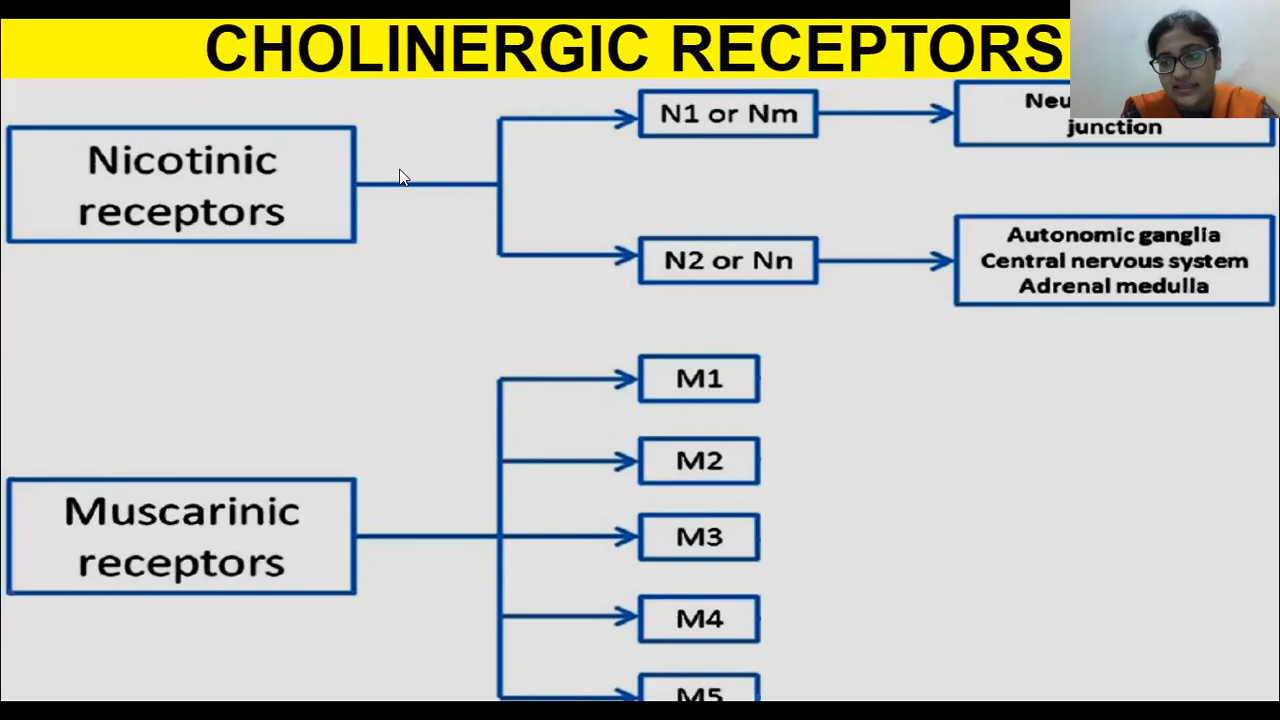 CHOLINERGIC RECEPTORS
Nicotinic
receptors
N1 or Nm
junction
N2 or Nn
Autonomic ganglia
Central nervous system
Adrenal medulla
Muscarinic
receptors
M1
M2
M3
M4
M5